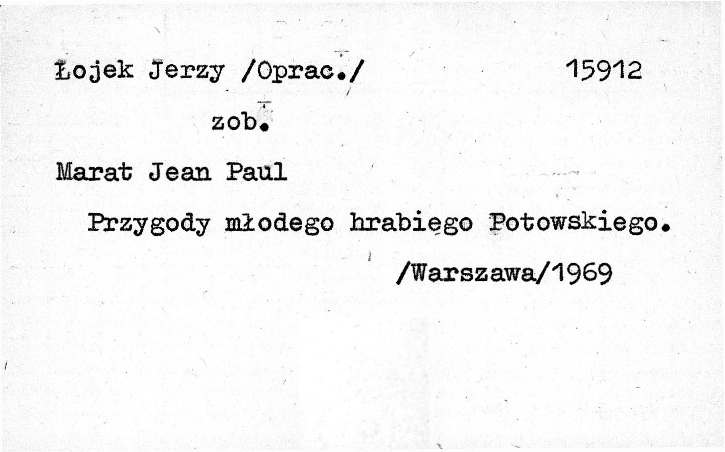 Łojek Jerzy /Oprac./ 15912
zob.
Marat Jean Paul
Przygody młodego hrabiego Potowskiego.
/Warszawa/1969